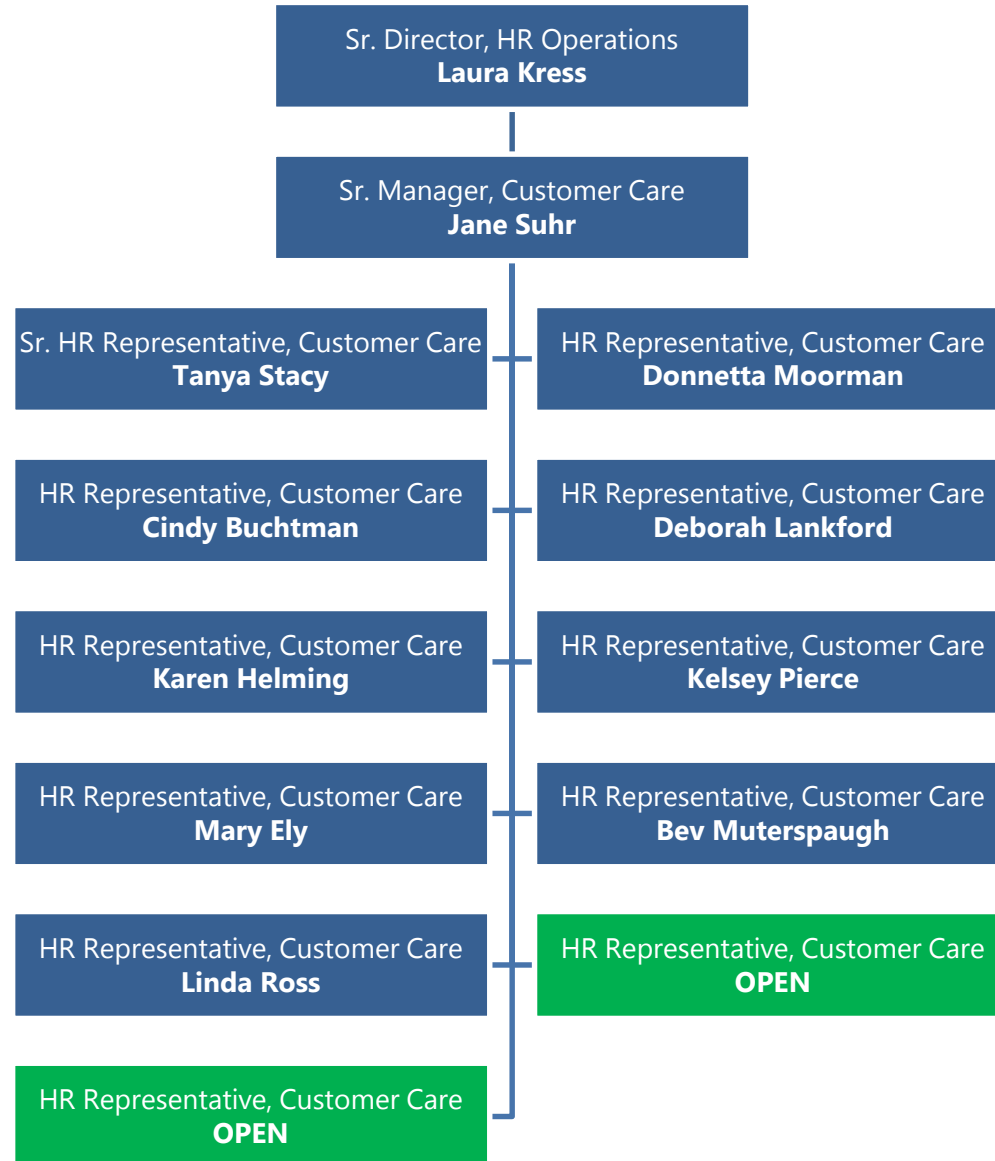 Sr. Director, HR Operations
Laura Kress
Sr. Manager, Customer Care
Jane Suhr
Sr. HR Representative, Customer Care
Tanya Stacy
HR Representative, Customer Care
Donnetta Moorman
HR Representative, Customer Care
Cindy Buchtman
HR Representative, Customer Care
Deborah Lankford
HR Representative, Customer Care
Karen Helming
HR Representative, Customer Care
Kelsey Pierce
HR Representative, Customer Care
Mary Ely
HR Representative, Customer Care
Bev Muterspaugh
HR Representative, Customer Care
Linda Ross
HR Representative, Customer Care
OPEN
HR Representative, Customer Care
OPEN